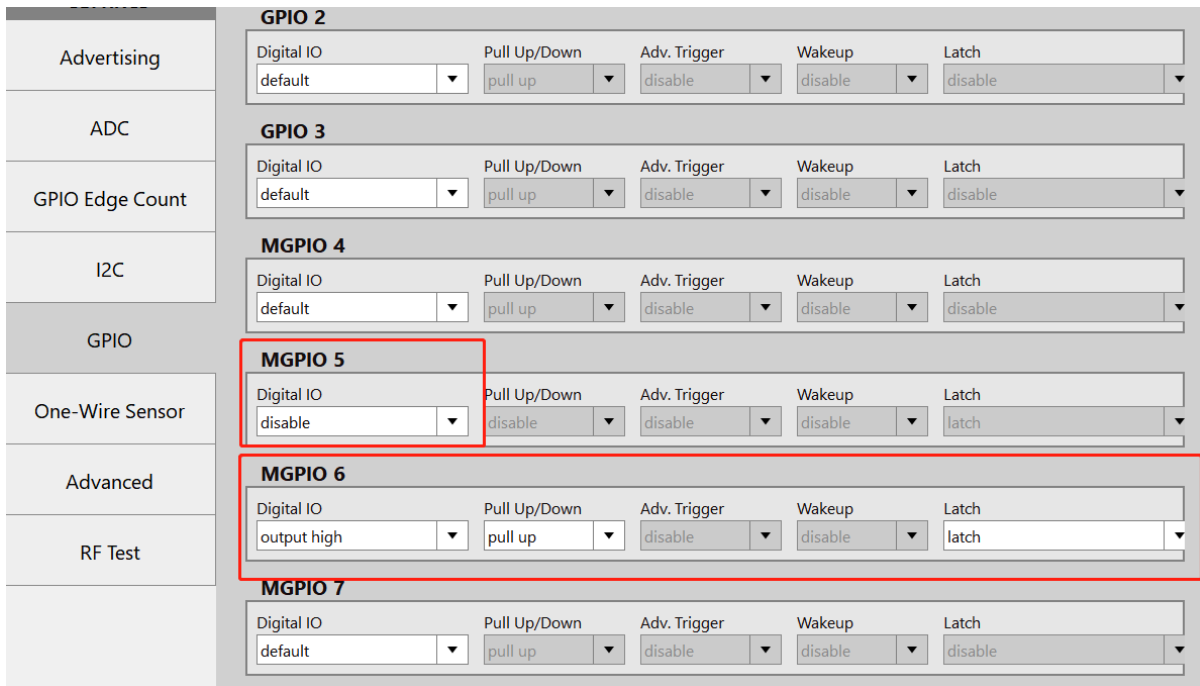 GPIO 2
Digital IO Pull Up/Down Adv. Trigger Wakeup Latch
default pull up disable disable disable
GPIO 3
Digital IO Pull Up/Down Adv. Trigger Wakeup Latch
default pull up disable disable disable
MGPIO 4
Digital IO Pull Up/Down Adv. Trigger Wakeup Latch
default pull up disable disable disable
MGPIO 5
Digital IO Pull Up/Down Adv. Trigger Wakeup Latch
disable disable disable disable latch
MGPIO 6
Digital IO Pull Up/Down Adv. Trigger Wakeup Latch
output high pull up disable disable latch
MGPIO 7
Digital IO Pull Up/Down Adv. Trigger Wakeup Latch
default pull up disable disable disable
Advertising
ADC
GPIO Edge Count
I2C
GPIO
One-Wire Sensor
Advanced
RF Test